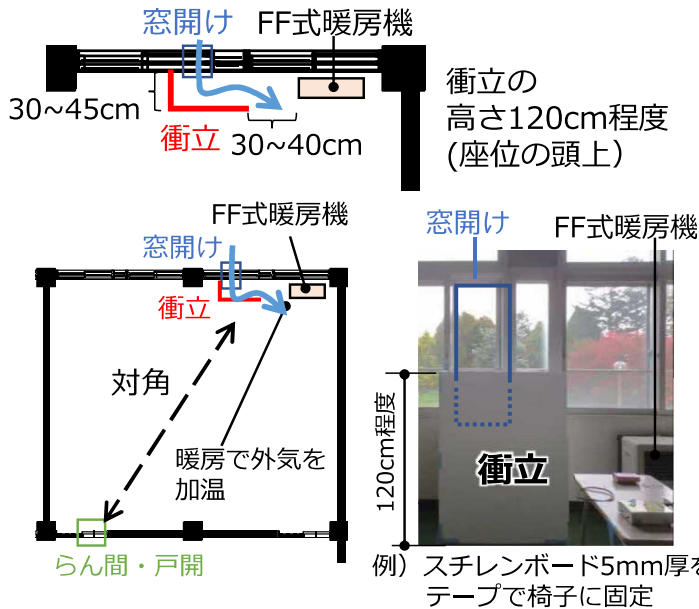 窓開け
FF式暖房機
30~45cm
衝立
30~40cm
衝立の
高さ120cm程度
(座位の頭上）
FF式暖房機
窓開け
衝立
対角
暖房で外気を
加温
らん間・戸開
窓開け
FF式暖房機
120cm程度
衝立
例）スチレンボード5mm厚を
テープで椅子に固定